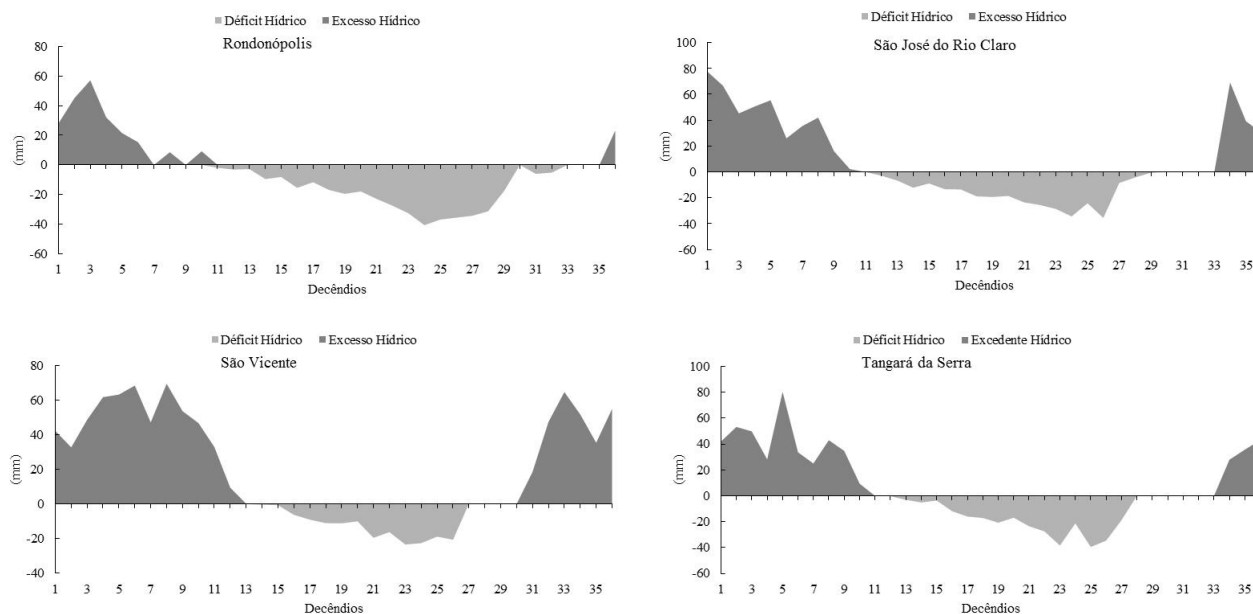 Déficit Hídrico Excesso Hídrico
Rondonópolis
80
60
40
20
0
-20
-40
-60
(mm)
1 3 5 7 9 11 13 15 17 19 21 23 25 27 29 31 33 35
Decêndios
Déficit Hídrico Excesso Hídrico
São José do Rio Claro
100
80
60
40
20
0
-20
-40
-60
(mm)
1 3 5 7 9 11 13 15 17 19 21 23 25 27 29 31 33 35
Decêndios
Déficit Hídrico Excesso Hídrico
São Vicente
80
60
40
20
0
-20
-40
(mm)
1 3 5 7 9 11 13 15 17 19 21 23 25 27 29 31 33 35
Decêndios
Déficit Hídrico Excedente Hídrico
Tangará da Serra
100
80
60
40
20
0
-20
-40
-60
(mm)
1 3 5 7 9 11 13 15 17 19 21 23 25 27 29 31 33 35
Decêndios